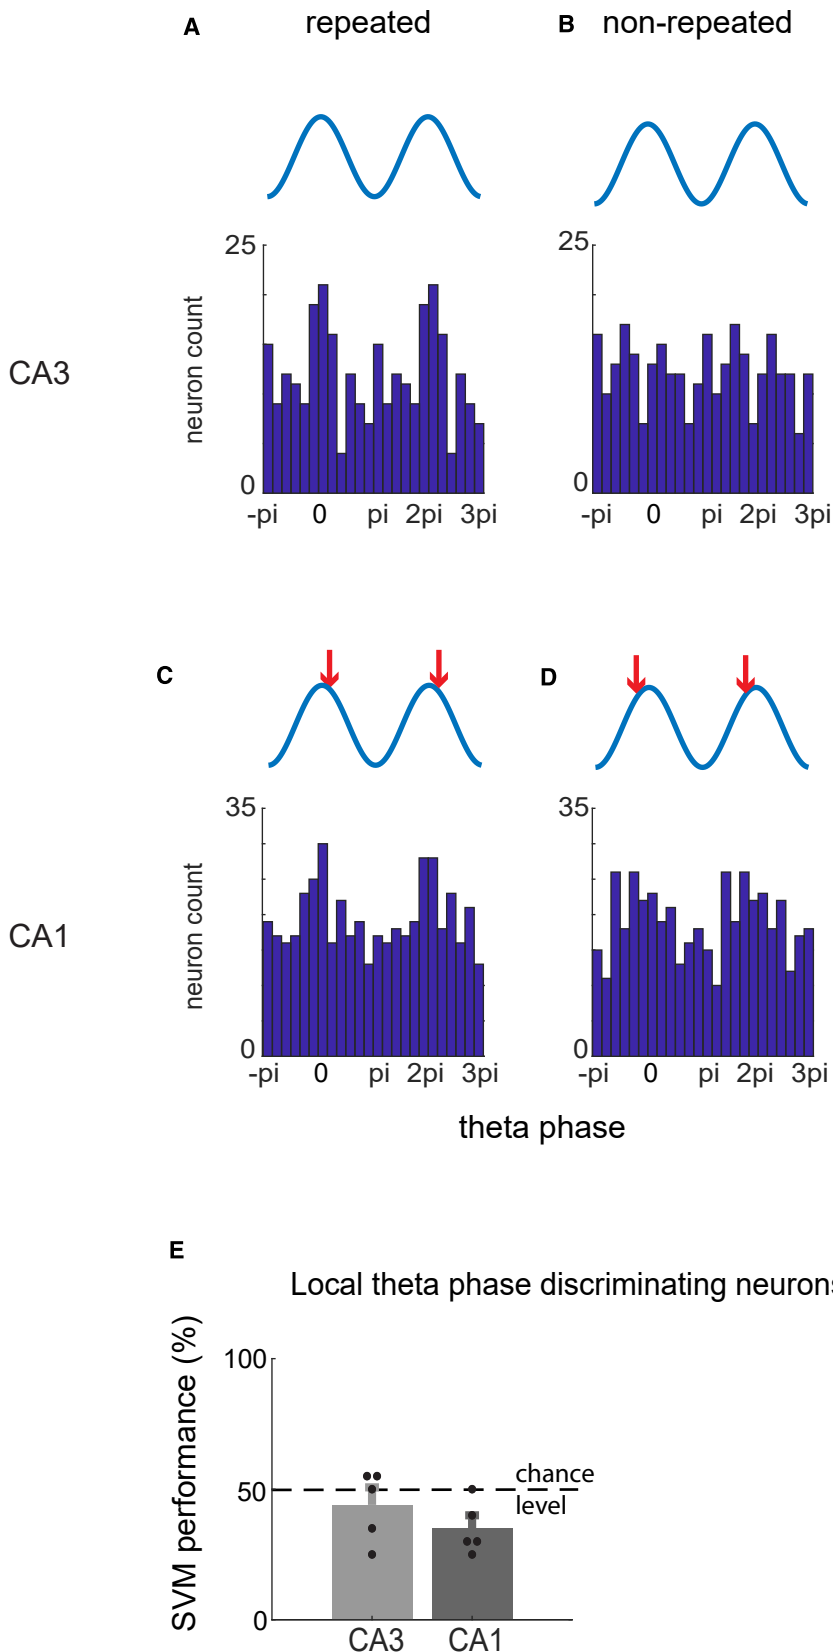 A repeated
B non-repeated
CA3
neuron count
25
0
-pi 0 pi 2pi 3pi
25
0
-pi 0 pi 2pi 3pi
C
D
CA1
neuron count
35
0
-pi 0 pi 2pi 3pi
35
0
-pi 0 pi 2pi 3pi
theta phase
E
Local theta phase discriminating neurons
SVM performance (%)
100
50
0
chance
level
CA3 CA1